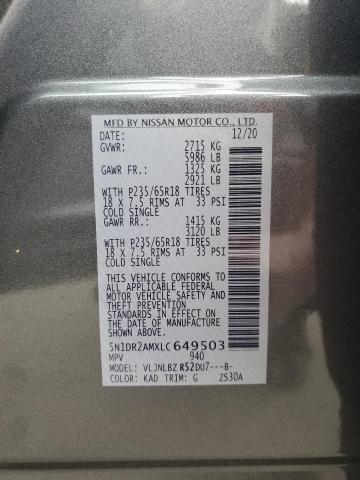 MFD BY NISSAN MOTOR CO., LTD.
DATE: 12/20
GVWR: 2715 KG
5986 LB
GAWR FR.: 1325 KG
2921 LB
WITH P235/65R18 TIRES
18 X 7.5 RIMS AT 33 PSI
COLD SINGLE
GAWR RR.: 1415 KG
3120 LB
WITH P235/65R18 TIRES
18 X 7.5 RIMS AT 33 PSI
COLD SINGLE
THIS VEHICLE CONFORMS TO
ALL APPLICABLE FEDERAL
MOTOR VEHICLE SAFETY
STANDARDS IN EFFECT ON
THE DATE OF MANUFACTURE
SHOWN ABOVE.
5N1DR2AMXLC649503
MPV 940
MODEL: VLJNLBZ R52DU7---B-
COLOR: KAD TRIM: G ZS30A